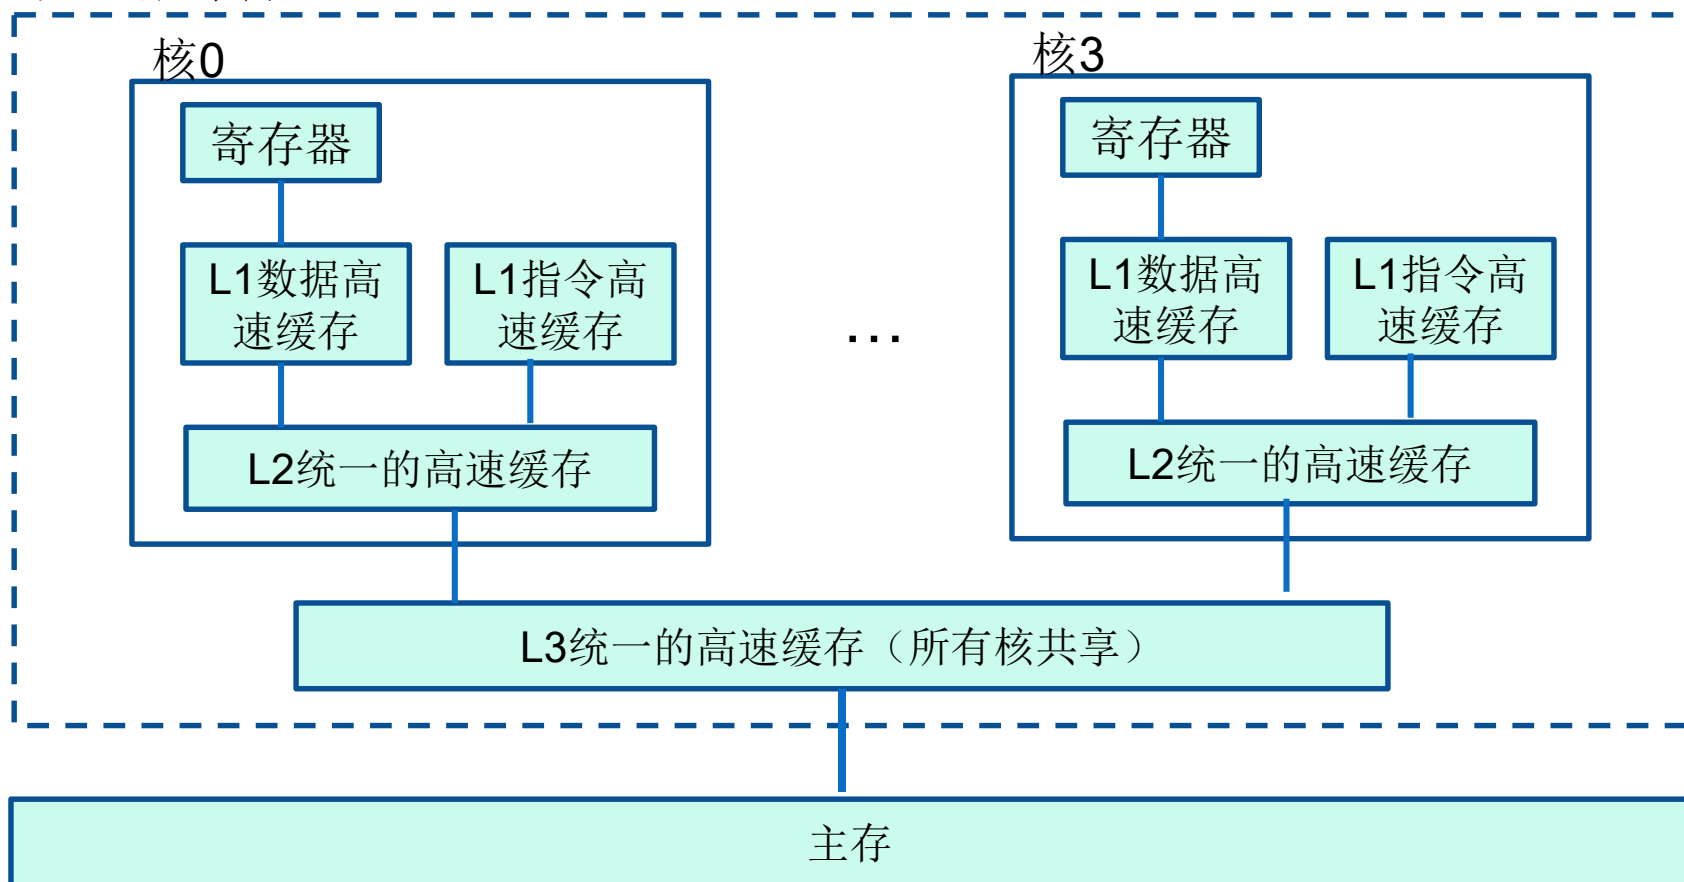 核0
核3
寄存器
寄存器
L1数据高
速缓存
L1指令高
速缓存
...
L1数据高
速缓存
L1指令高
速缓存
L2统一的高速缓存
L2统一的高速缓存
L3统一的高速缓存（所有核共享）
主存